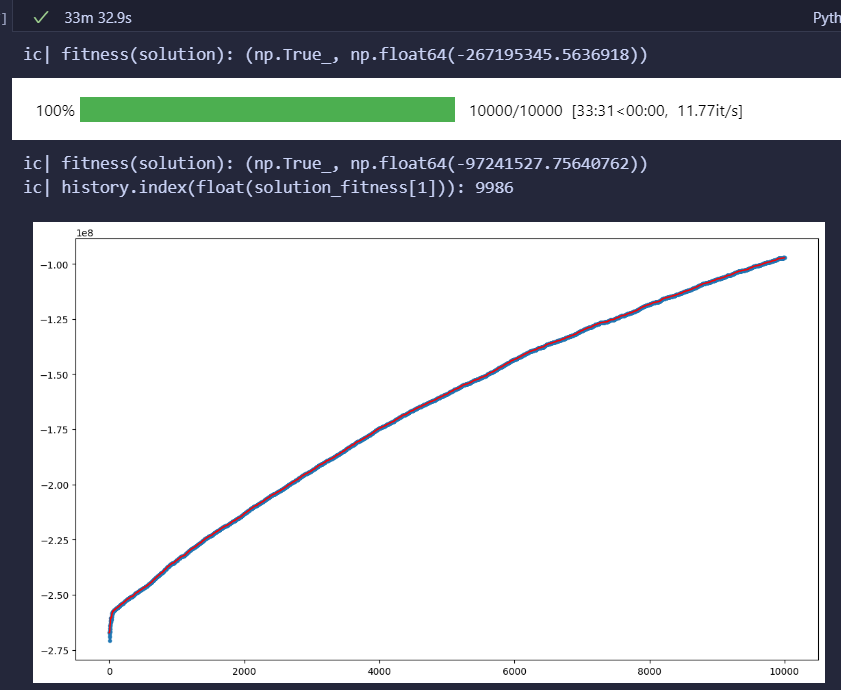 ] ✓ 33m 32.9s Pyth
ic| fitness(solution): (np.True_, np.float64(-267195345.5636918))
100% 10000/10000 [33:31<00:00, 11.77it/s]
ic| fitness(solution): (np.True_, np.float64(-97241527.75640762))
ic| history.index(float(solution_fitness[1])): 9986
1e8
−1.00
−1.25
−1.50
−1.75
−2.00
−2.25
−2.50
−2.75
0 2000 4000 6000 8000 10000